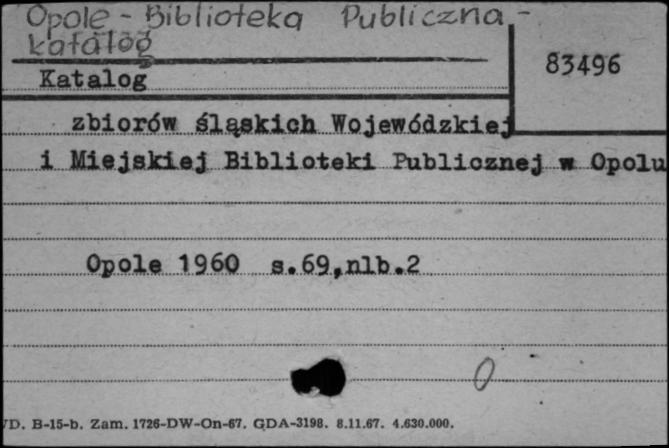 Opole - Biblioteka Publiczna -
katalog
83496
Katalog
zbiorów śląskich Wojewódzkiej
i Miejskiej Biblioteki Publicznej w Opolu
Opole 1960 s.69,nlb.2
0
D. B-15-b. Zam. 1726-DW-On-67. GDA-3198. 8.11.67. 4.630.000.